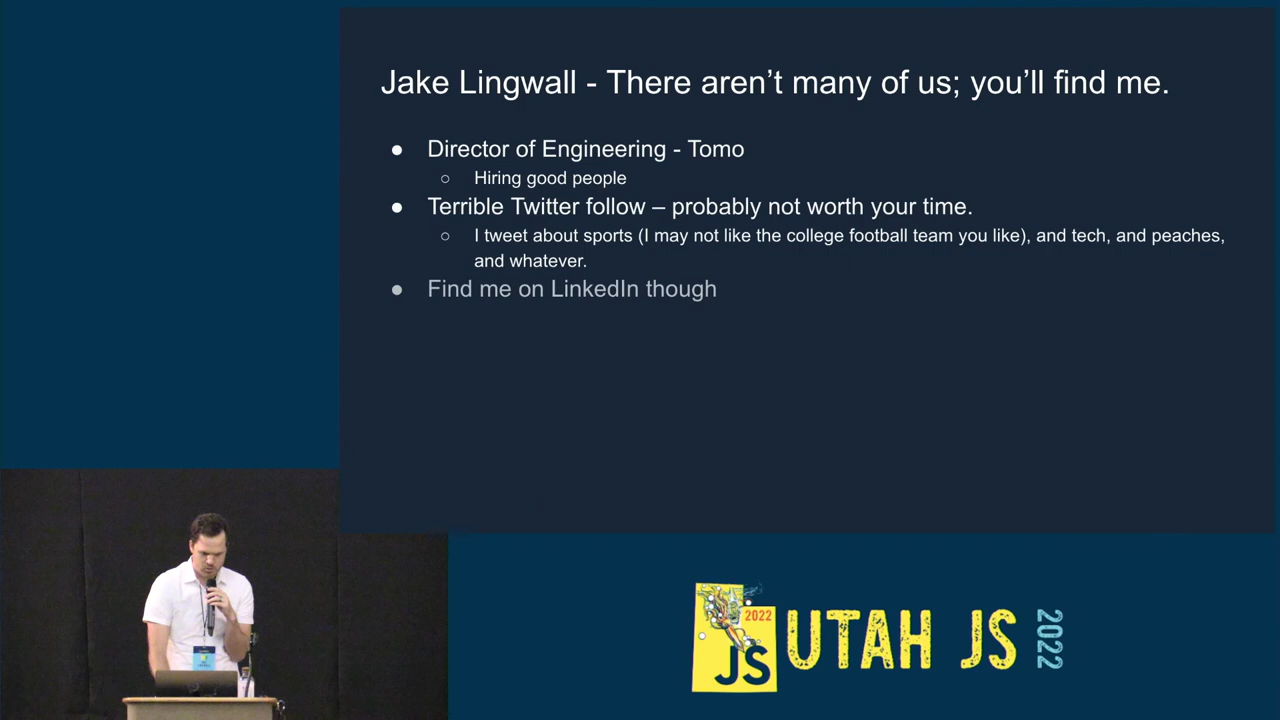 Jake Lingwall - There aren’t many of us; you’ll find me.
● Director of Engineering - Tomo
○ Hiring good people
● Terrible Twitter follow – probably not worth your time.
○ I tweet about sports (I may not like the college football team you like), and tech, and peaches,
and whatever.
● Find me on LinkedIn though
2022
JS
UTAH JS
2022